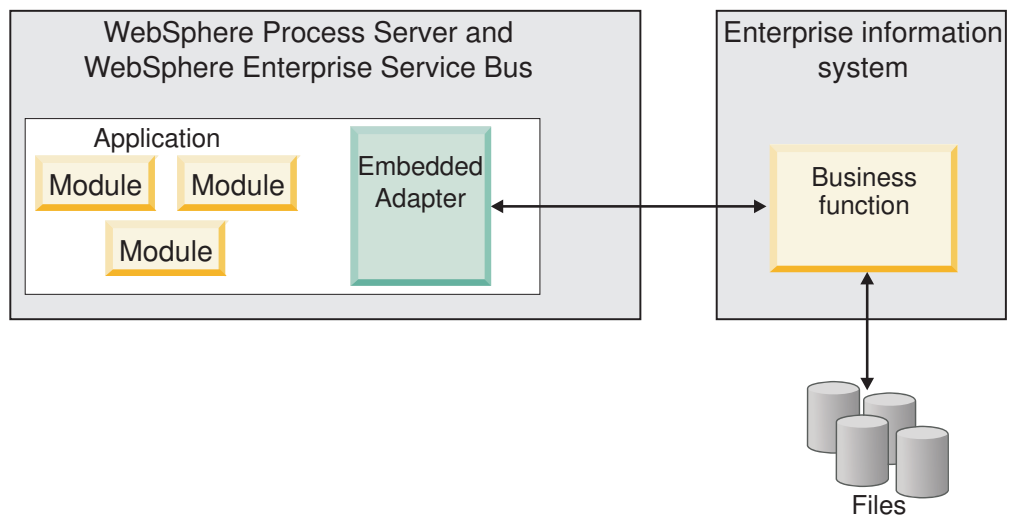 WebSphere Process Server and
WebSphere Enterprise Service Bus
Application
Module
Module
Module
Embedded
Adapter
Enterprise information
system
Business
function
Files